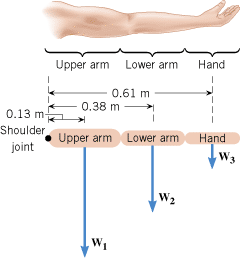 Upper arm Lower arm Hand
0.61 m
0.38 m
0.13 m
Shoulder
joint
Upper arm Lower arm Hand
W₃
W₂
W₁